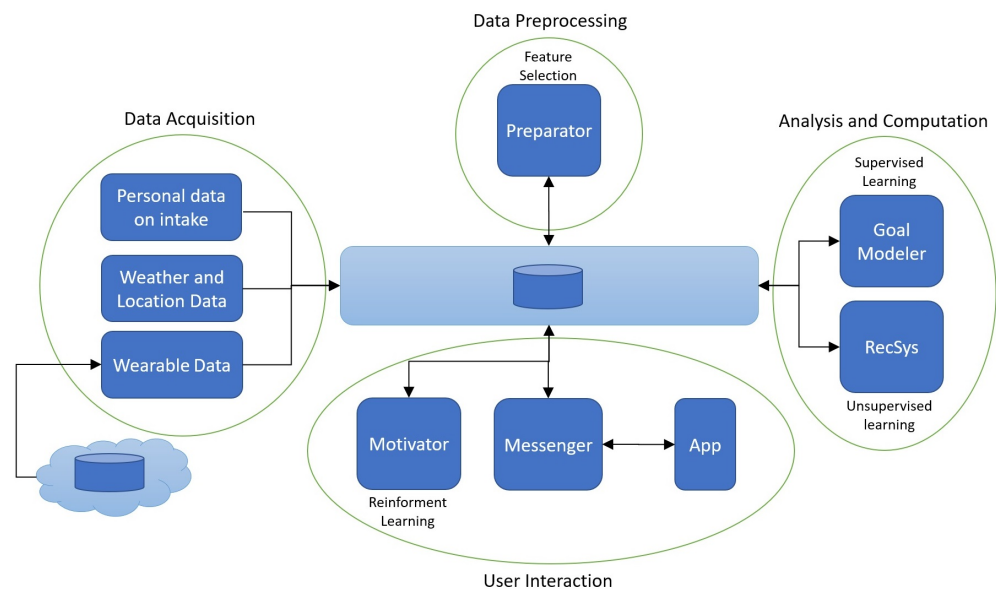 Data Preprocessing
Feature
Selection
Preparator
Data Acquisition
Personal data
on intake
Weather and
Location Data
Wearable Data
Analysis and Computation
Supervised
Learning
Goal
Modeler
RecSys
Unsupervised
learning
Motivator
Reinforment
Learning
Messenger
App
User Interaction